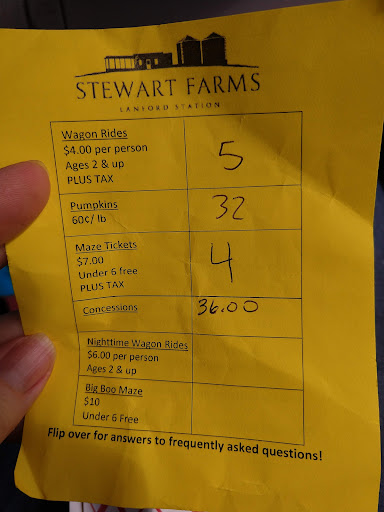 STEWART FARMS
LANSFORD STATION
Wagon Rides
$4.00 per person
Ages 2 & up
PLUS TAX
5
Pumpkins
60¢/ lb
32
Maze Tickets
$7.00
Under 6 free
PLUS TAX
4
Concessions
36.00
Nighttime Wagon Rides
$6.00 per person
Ages 2 & up
Big Boo Maze
$10
Under 6 Free
Flip over for answers to frequently asked questions!